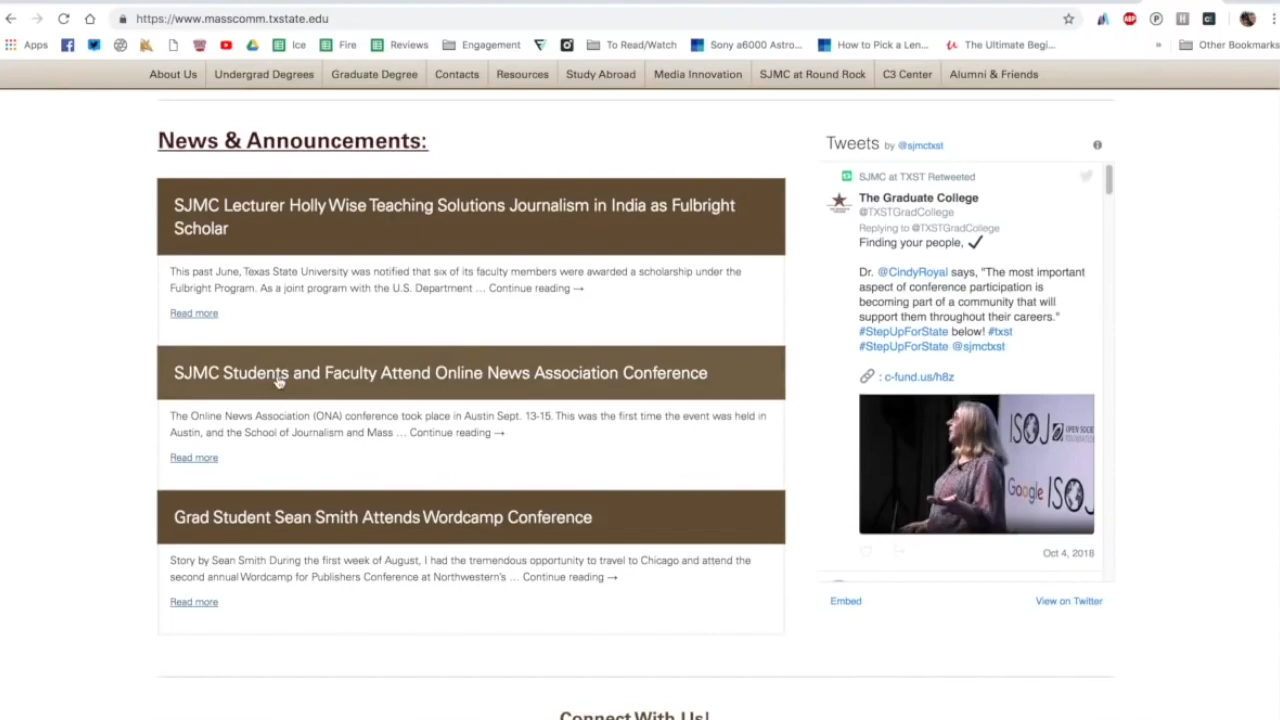 https://www.masscomm.txstate.edu
Apps
Ice
Fire
Reviews
Engagement
To Read/Watch
Sony a6000 Astro...
How to Pick a Len...
The Ultimate Begi...
»
Other Bookmarks
About Us
Undergrad Degrees
Graduate Degree
Contacts
Resources
Study Abroad
Media Innovation
SJMC at Round Rock
C3 Center
Alumni & Friends
News & Announcements:
SJMC Lecturer Holly Wise Teaching Solutions Journalism in India as Fulbright
Scholar
This past June, Texas State University was notified that six of its faculty members were awarded a scholarship under the
Fulbright Program. As a joint program with the U.S. Department … Continue reading →
Read more
SJMC Students and Faculty Attend Online News Association Conference
The Online News Association (ONA) conference took place in Austin Sept. 13-15. This was the first time the event was held in
Austin, and the School of Journalism and Mass … Continue reading →
Read more
Grad Student Sean Smith Attends Wordcamp Conference
Story by Sean Smith During the first week of August, I had the tremendous opportunity to travel to Chicago and attend the
second annual Wordcamp for Publishers Conference at Northwestern's … Continue reading →
Read more
Tweets by @sjmctxst
SJMC at TXST Retweeted
The Graduate College
@TXSTGradCollege
Replying to @TXSTGradCollege
Finding your people, ✓
Dr. @CindyRoyal says, "The most important
aspect of conference participation is
becoming part of a community that will
support them throughout their careers."
#StepUpForState below! #txst
#StepUpForState @sjmctxst
: c-fund.us/h8z
ISOJ
OPEN SOCIETY
Google ISOJ
Oct 4, 2018
Embed
View on Twitter
Connect With Us!